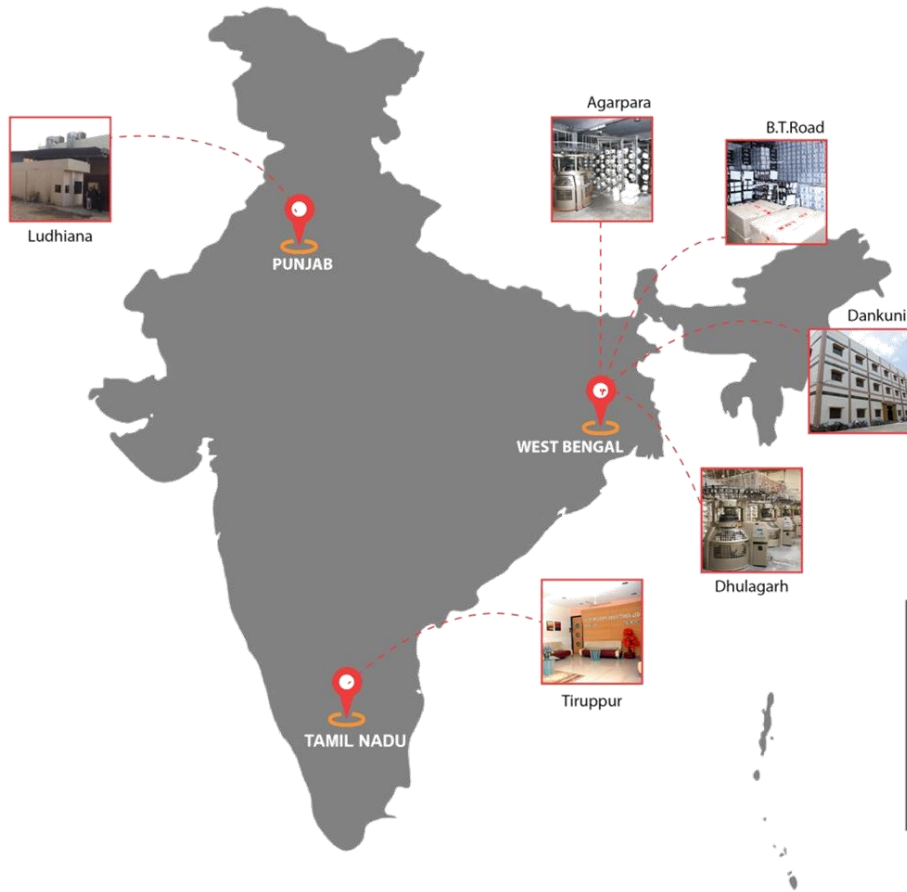 Agarpara
B.T.Road
Ludhiana
PUNJAB
Dankuni
WEST BENGAL
Dhulagarh
Tiruppur
TAMIL NADU